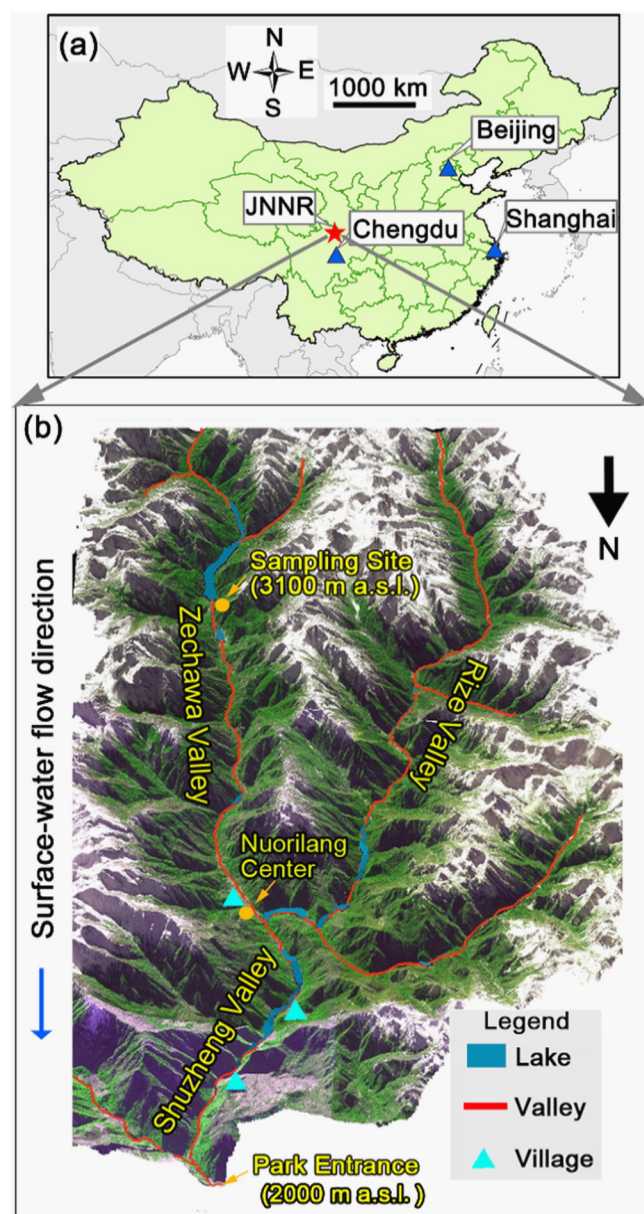 (a)
N
W E
S
1000 km
Beijing
JNNR
Chengdu
Shanghai
(b)
N
Sampling Site
(3100 m a.s.l.)
Zechawa Valley
Rize Valley
Surface-water flow direction
Nuorilang
Center
Shuzheng Valley
Legend
Lake
Valley
Village
Park Entrance
(2000 m a.s.l.)